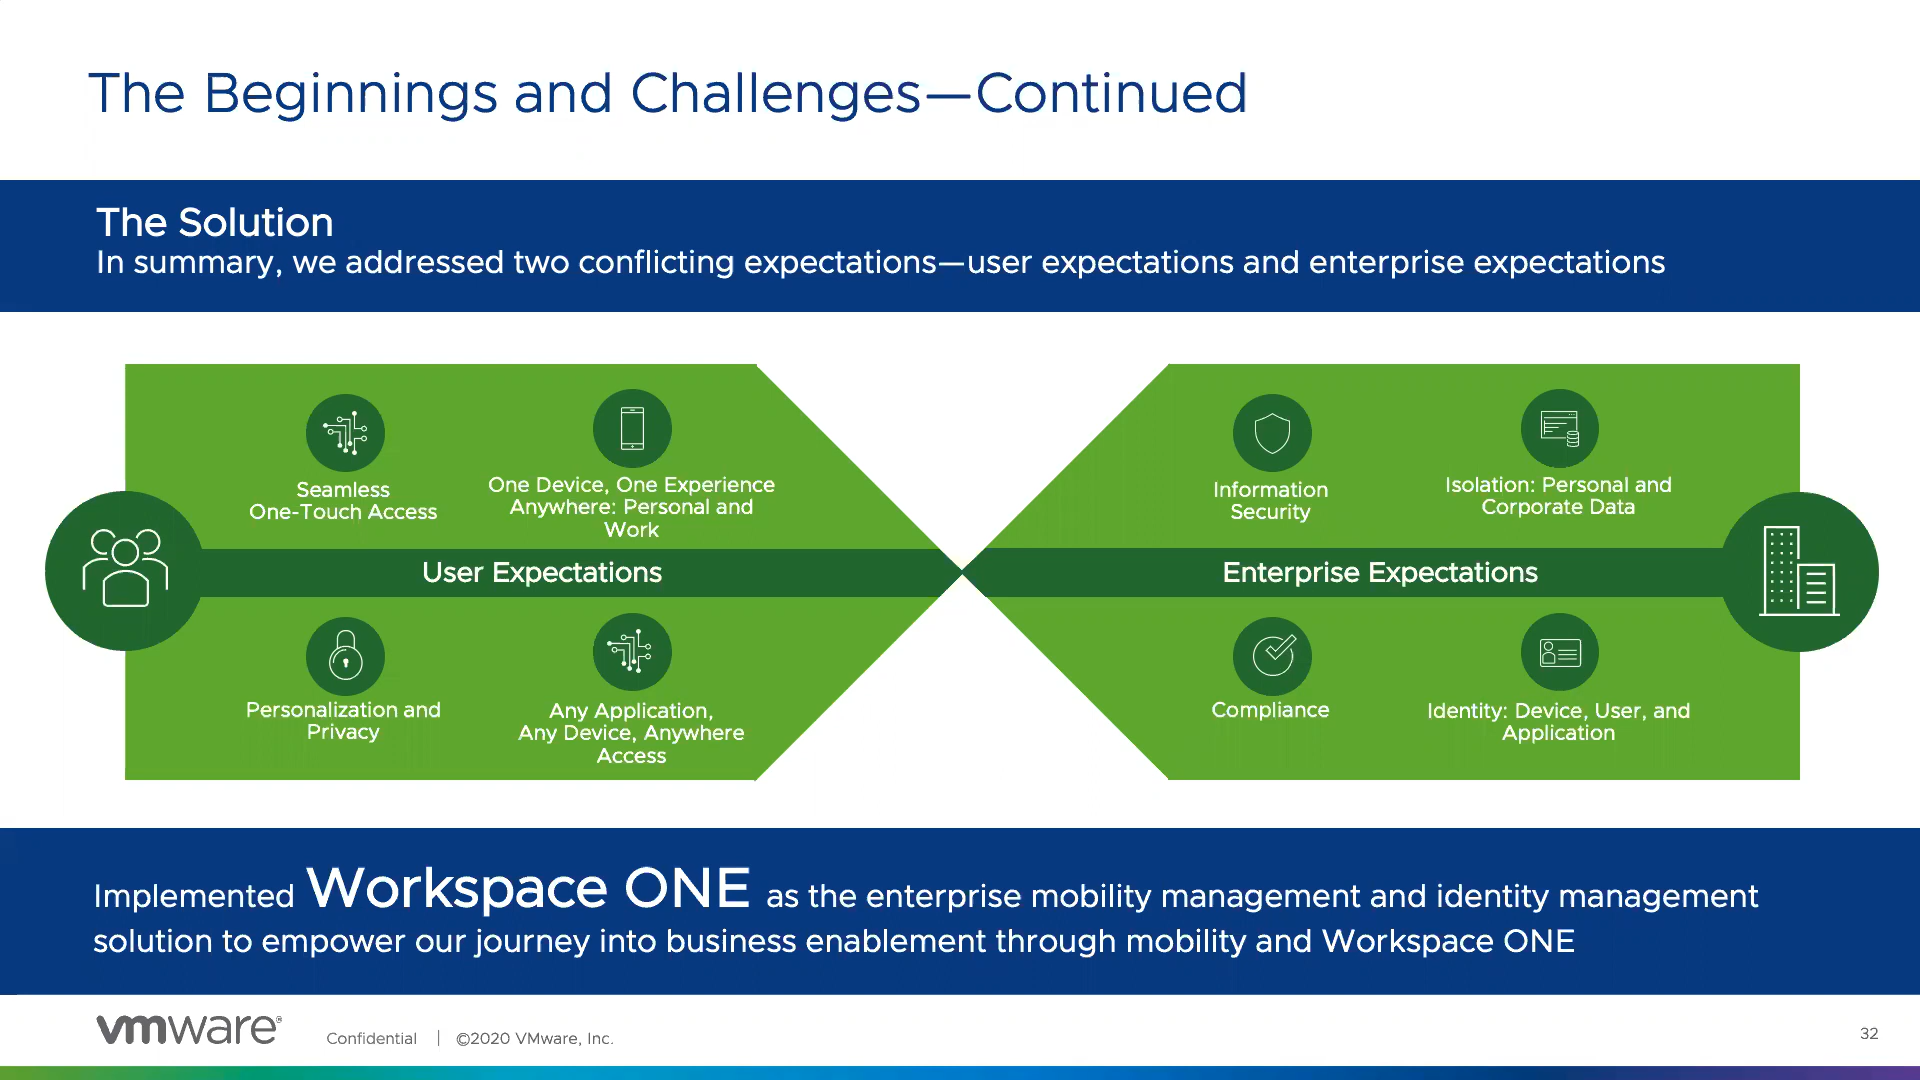 The Beginnings and Challenges—Continued
The Solution
In summary, we addressed two conflicting expectations—user expectations and enterprise expectations
Seamless
One-Touch Access
One Device, One Experience
Anywhere: Personal and
Work
User Expectations
Personalization and
Privacy
Any Application,
Any Device, Anywhere
Access
Information
Security
Isolation: Personal and
Corporate Data
Enterprise Expectations
Compliance
Identity: Device, User, and
Application
Implemented Workspace ONE as the enterprise mobility management and identity management
solution to empower our journey into business enablement through mobility and Workspace ONE
vmware®
Confidential | ©2020 VMware, Inc.
32